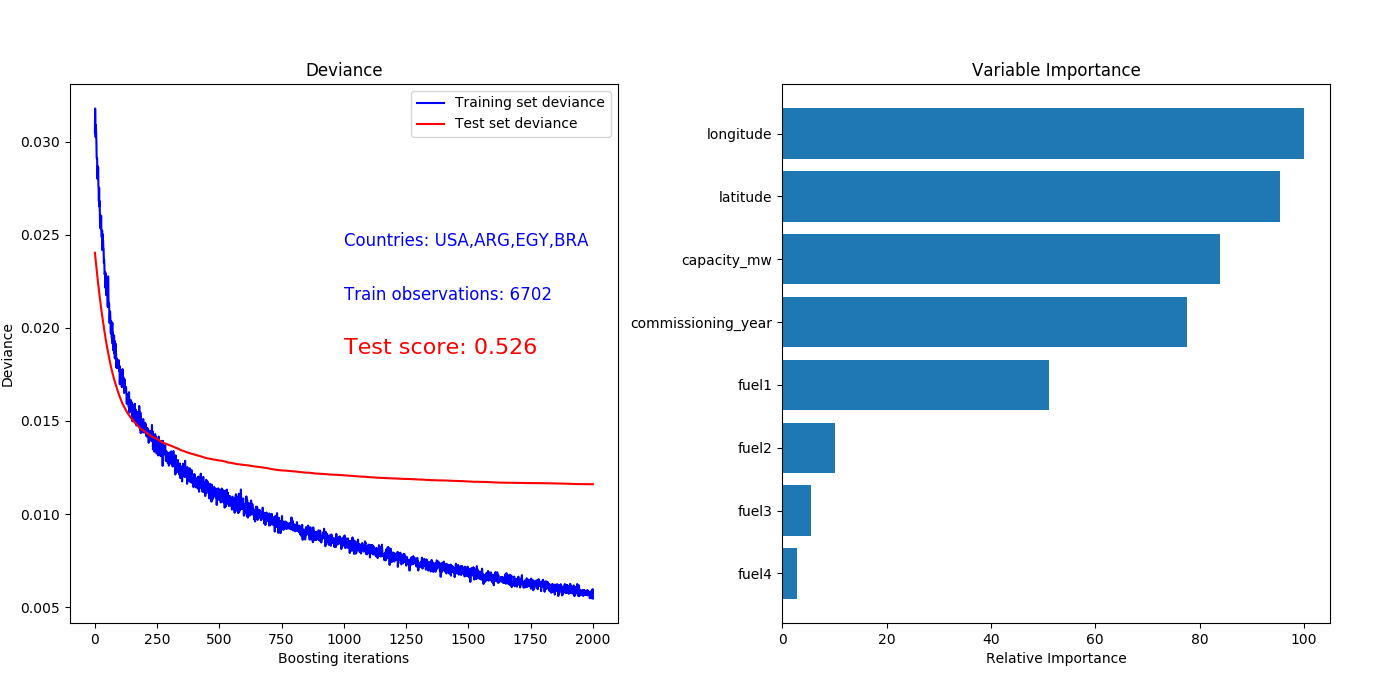 Deviance
Training set deviance
Test set deviance
Countries: USA,ARG,EGY,BRA
Train observations: 6702
Test score: 0.526
Deviance
0.030
0.025
0.020
0.015
0.010
0.005
0 250 500 750 1000 1250 1500 1750 2000
Boosting iterations
Variable Importance
longitude
latitude
capacity_mw
commissioning_year
fuel1
fuel2
fuel3
fuel4
0 20 40 60 80 100
Relative Importance